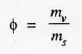 ϕ = m_v / m_s